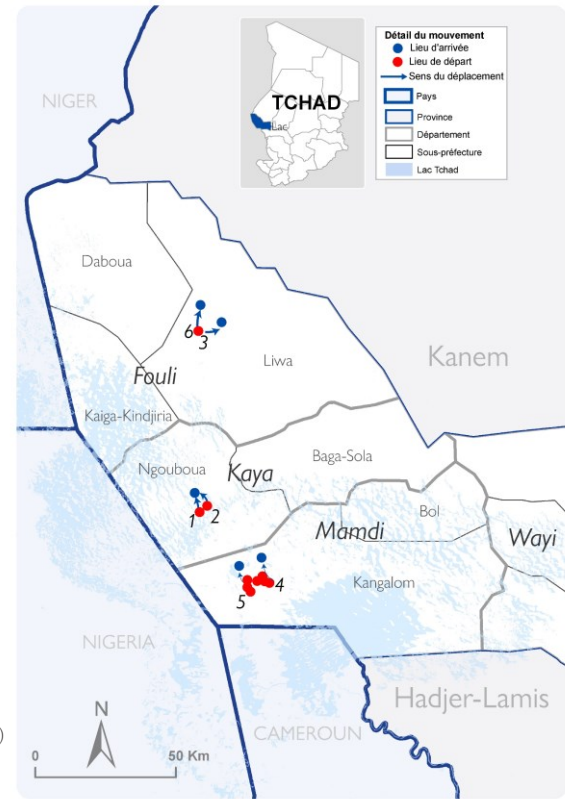 Détail du mouvement
Lieu d'arrivée
Lieu de départ
Sens du déplacement
Pays
Province
Département
Sous-préfecture
Lac Tchad
TCHAD
Lac
NIGER
Daboua
6
3
Liwa
Kanem
Fouli
Kaiga-Kindjiria
Ngouboua
Kaya
Baga-Sola
1
2
Bol
Mamdi
Wayi
Kangalom
5
4
NIGERIA
Hadjer-Lamis
CAMEROUN
N
0
50 Km
)